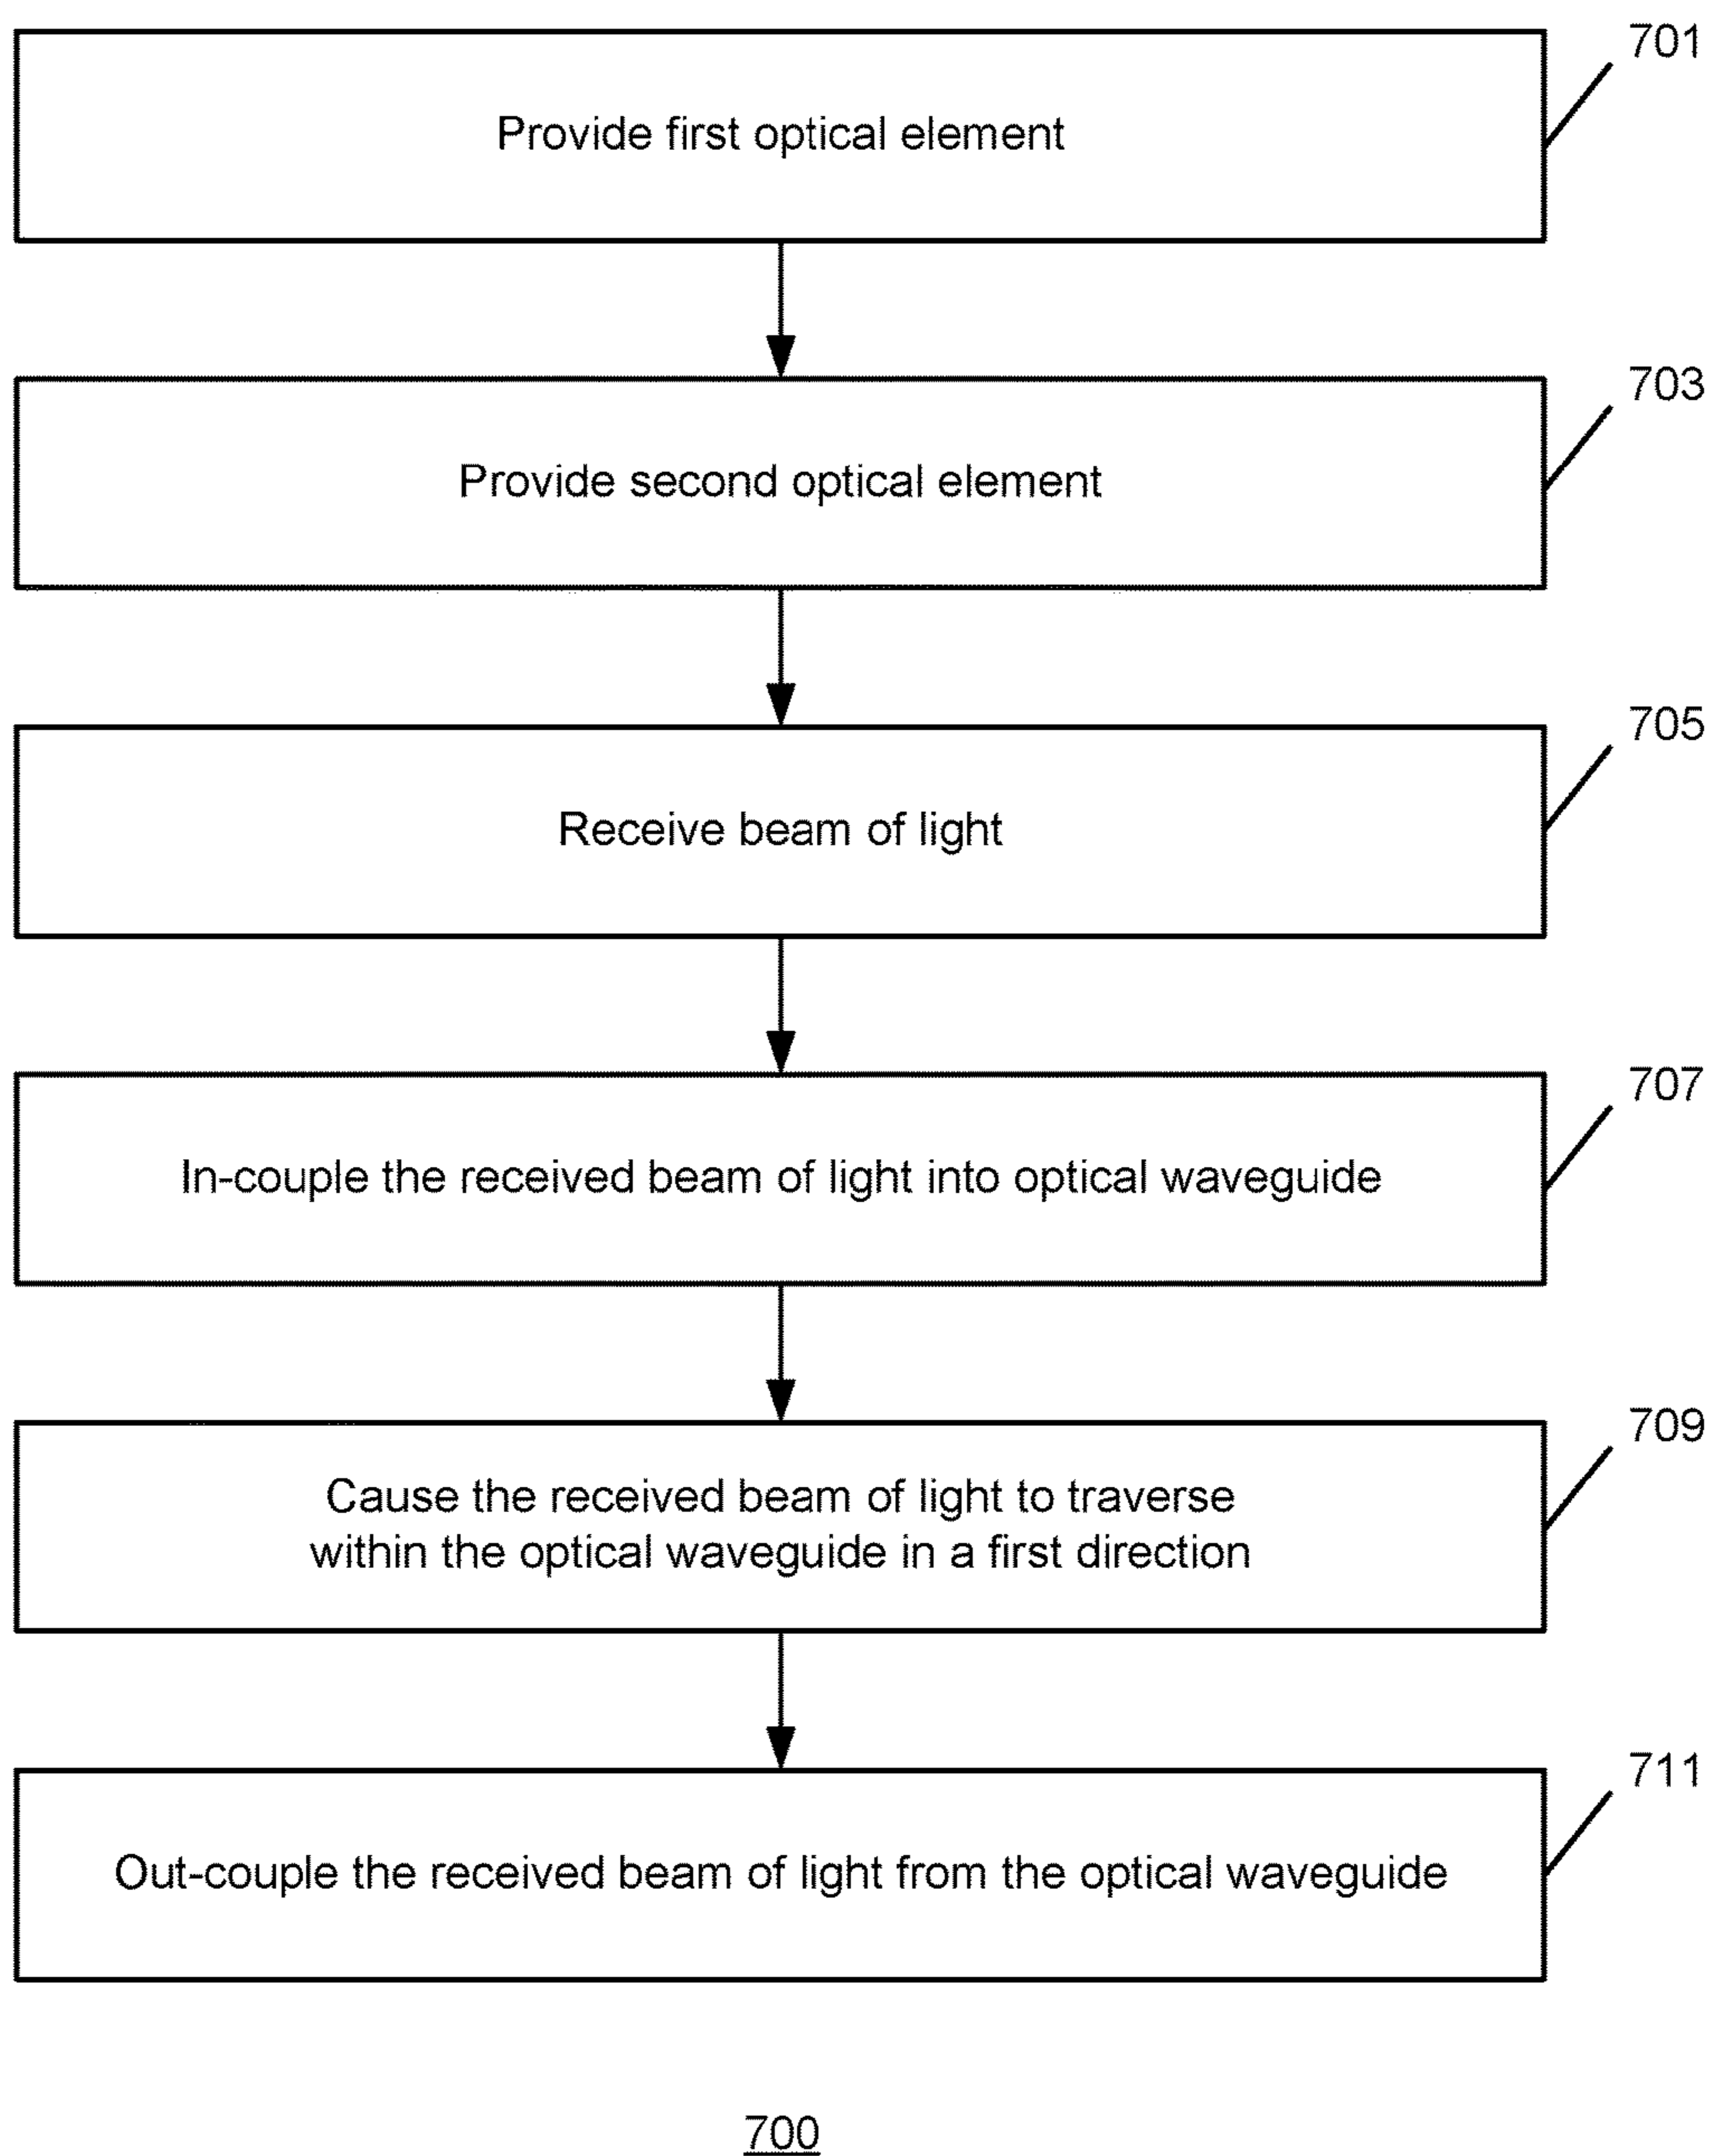 701
Provide first optical element
703
Provide second optical element
705
Receive beam of light
707
In-couple the received beam of light into optical waveguide
709
Cause the received beam of light to traverse
within the optical waveguide in a first direction
711
Out-couple the received beam of light from the optical waveguide
700